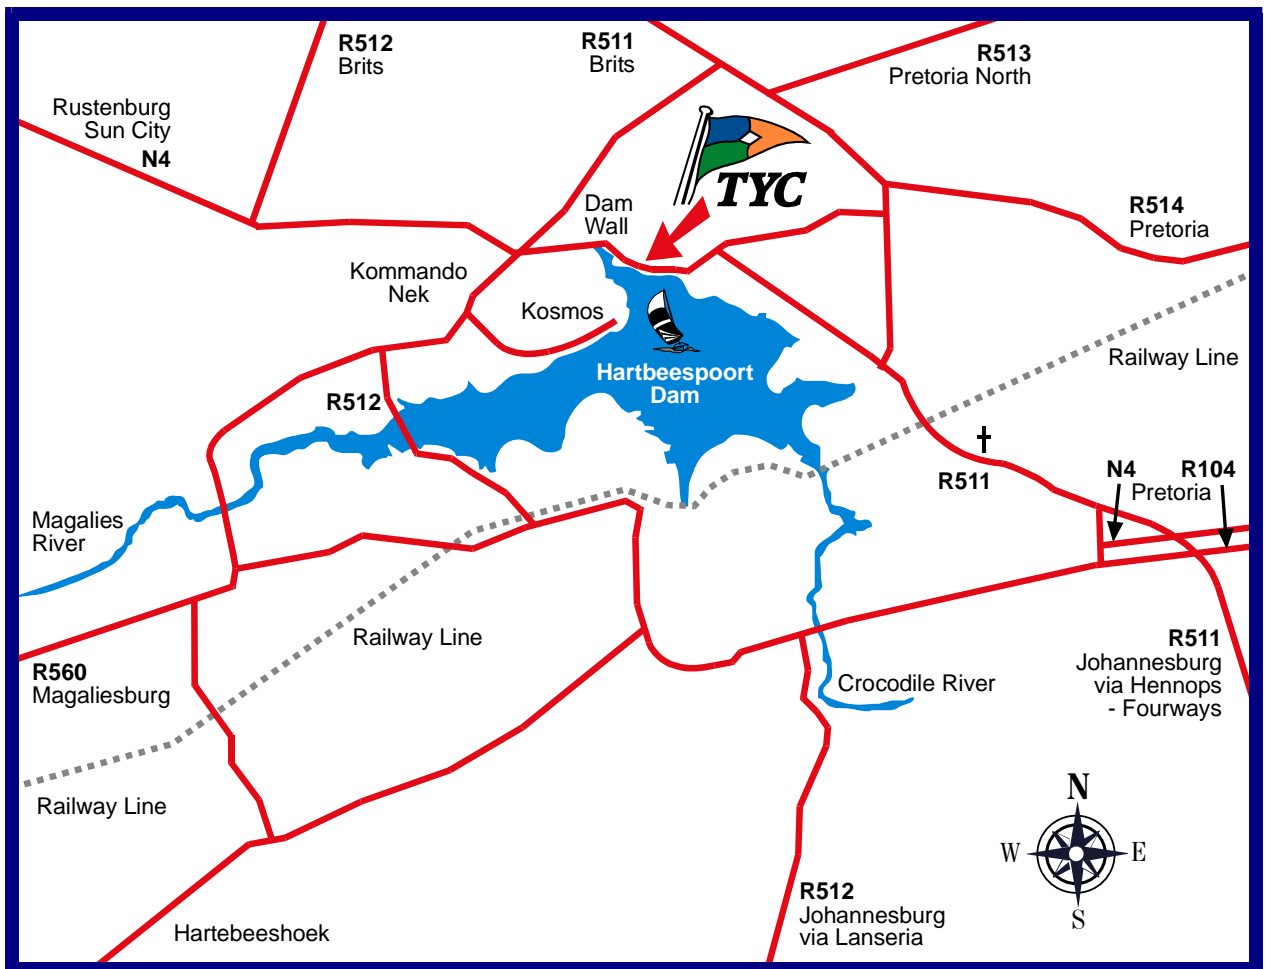 R512
Brits
R511
Brits
R513
Pretoria North
Rustenburg
Sun City
N4
TYC
Dam
Wall
R514
Pretoria
Kommando
Nek
Kosmos
Railway Line
Hartbeespoort
Dam
R512
R511
N4
R104
Pretoria
Magalies
River
Railway Line
R511
Johannesburg
via Hennops
- Fourways
R560
Magaliesburg
Crocodile River
Railway Line
N
W
E
S
R512
Johannesburg
via Lanseria
Hartebeeshoek